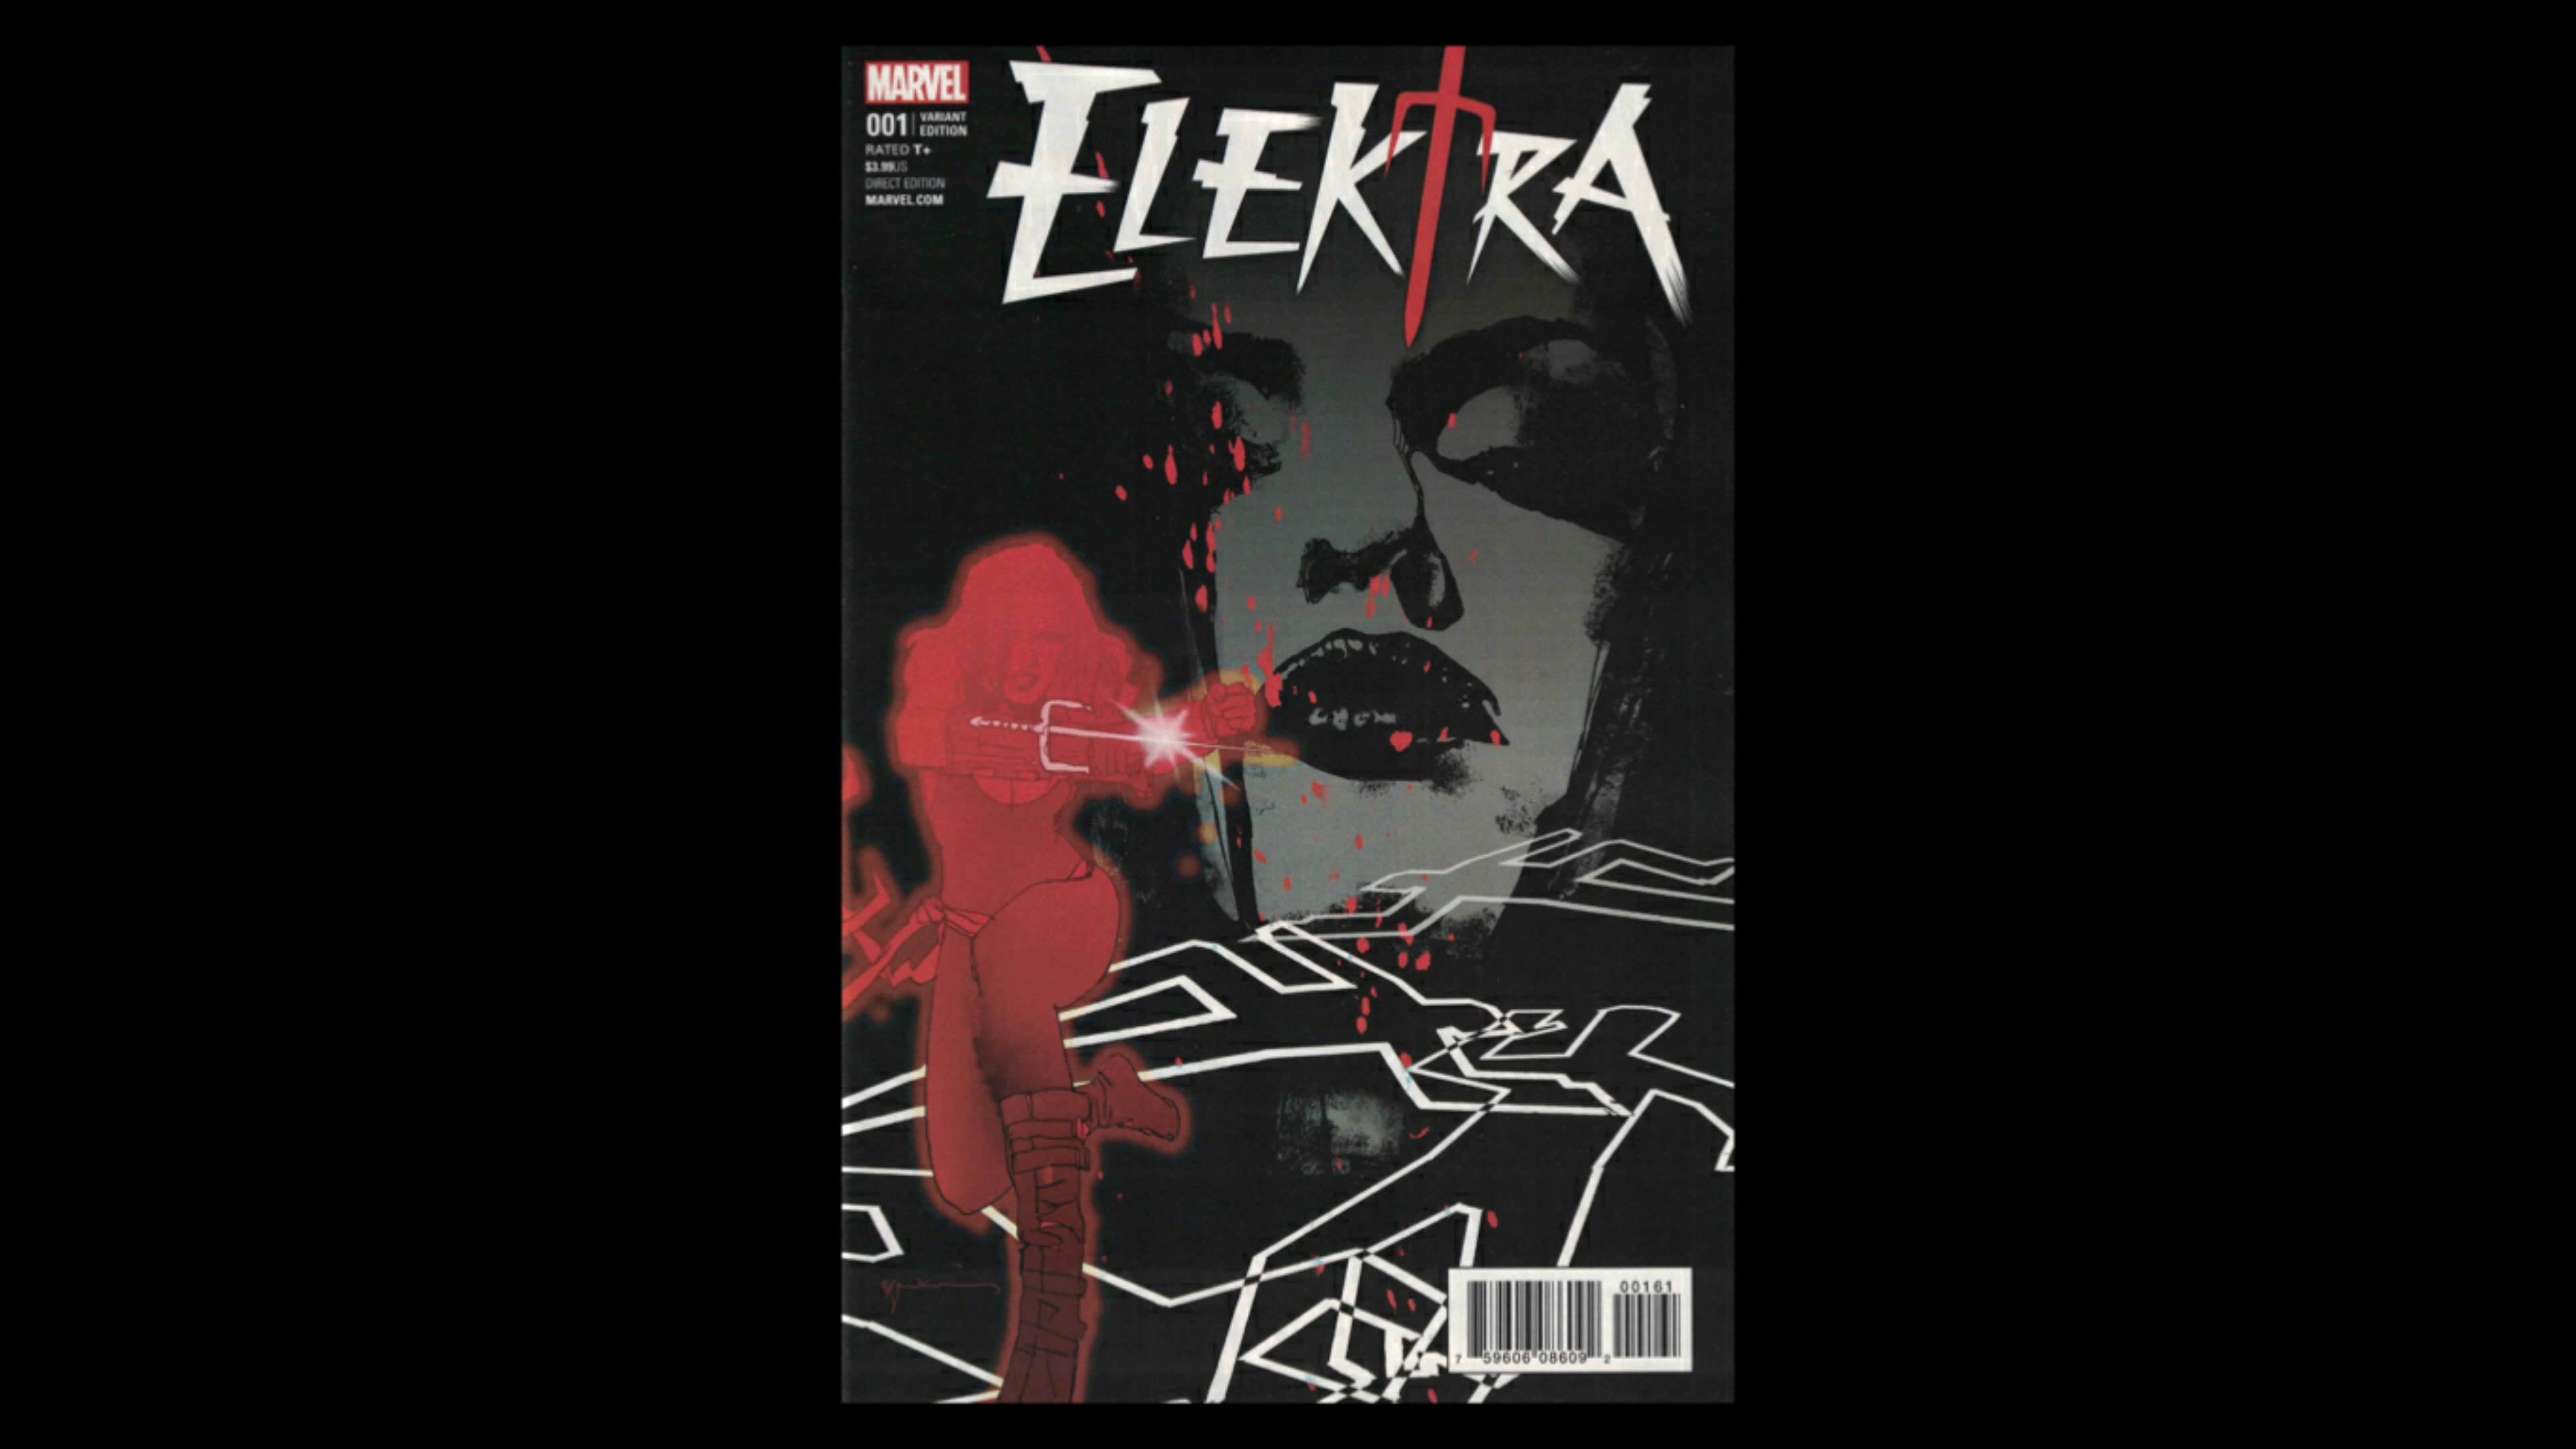 MARVEL
001 VARIANT
EDITION
RATED T+
$3.99US
DIRECT EDITION
MARVEL.COM
ELEKTRA
00161
7 59606 08609 2